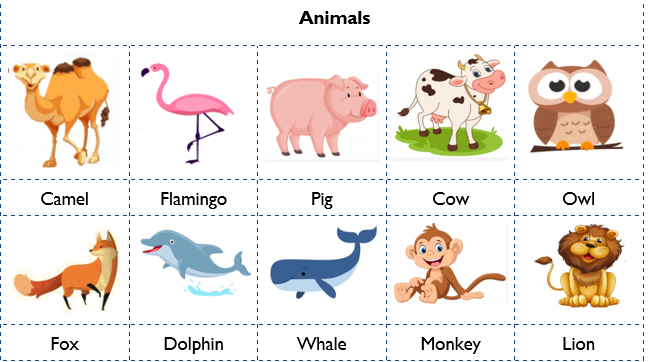 Animals
Camel Flamingo Pig Cow Owl
Fox Dolphin Whale Monkey Lion